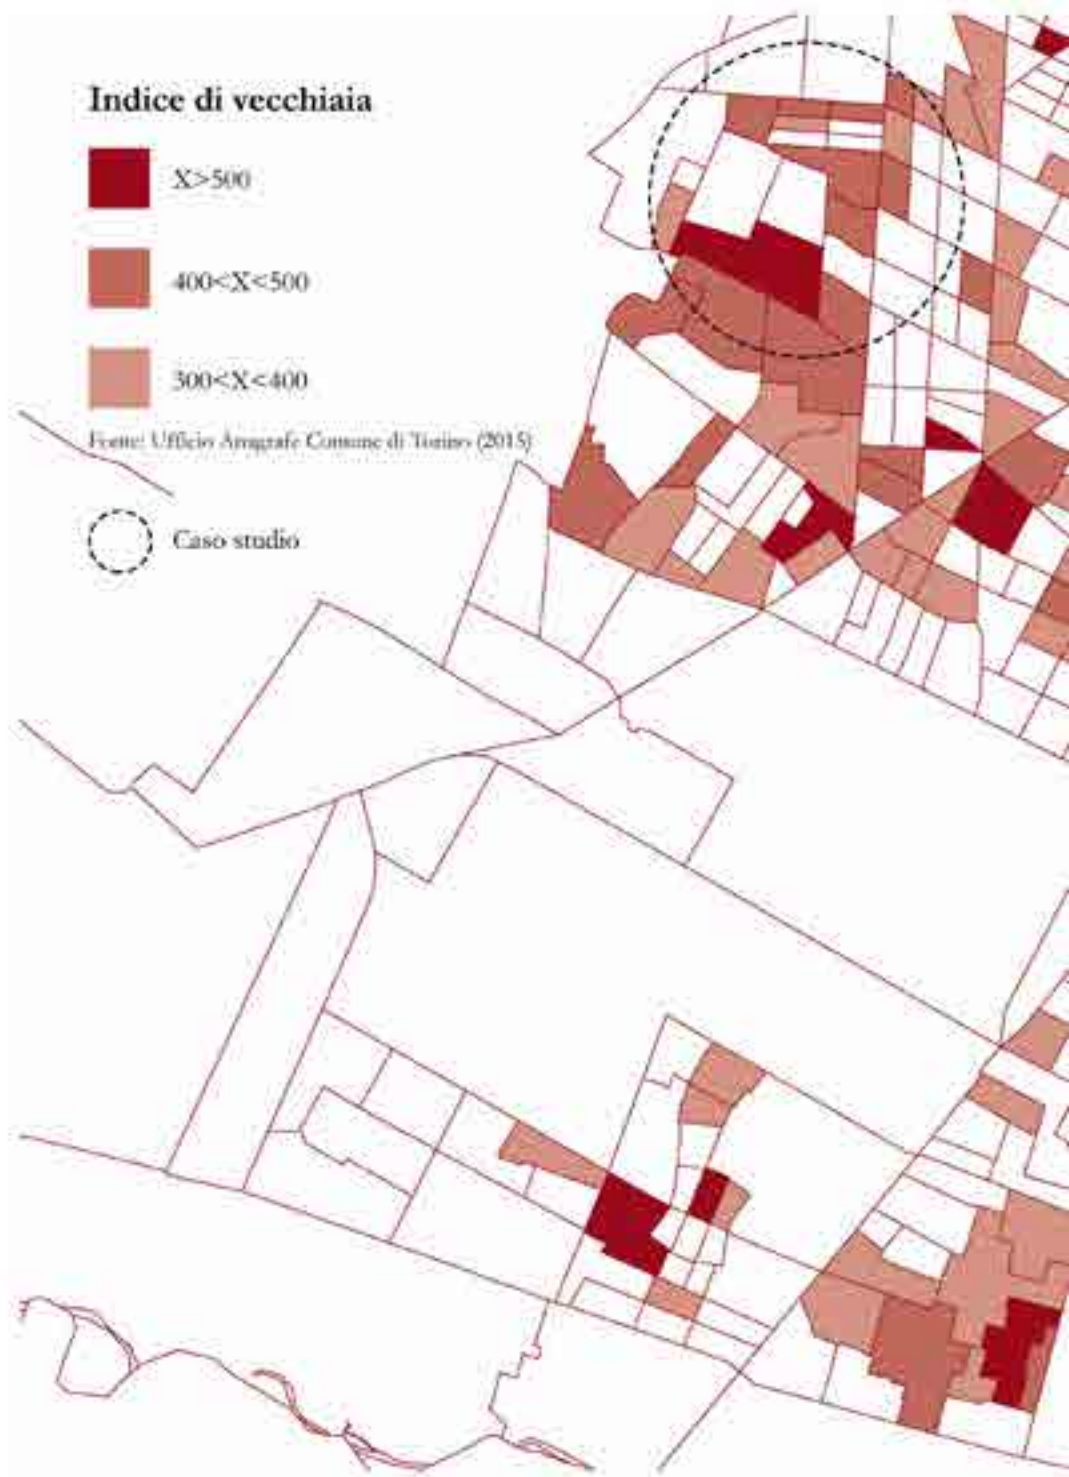 Indice di vecchiaia
X>500
400<X<500
300<X<400
Fonte: Ufficio Anagrafe Comune di Torino (2015)
Caso studio